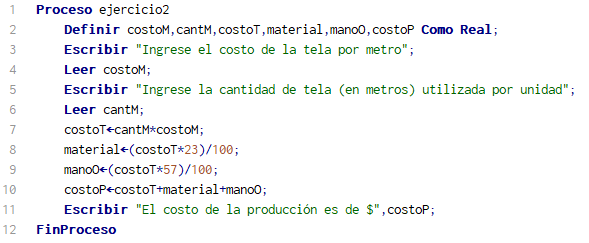 1 Proceso ejercicio2
2 Definir costoM,cantM,costoT,material,manoO,costoP Como Real;
3 Escribir "Ingrese el costo de la tela por metro";
4 Leer costoM;
5 Escribir "Ingrese la cantidad de tela (en metros) utilizada por unidad";
6 Leer cantM;
7 costoT←cantM*costoM;
8 material←(costoT*23)/100;
9 manoO←(costoT*57)/100;
10 costoP←costoT+material+manoO;
11 Escribir "El costo de la producción es de $",costoP;
12 FinProceso